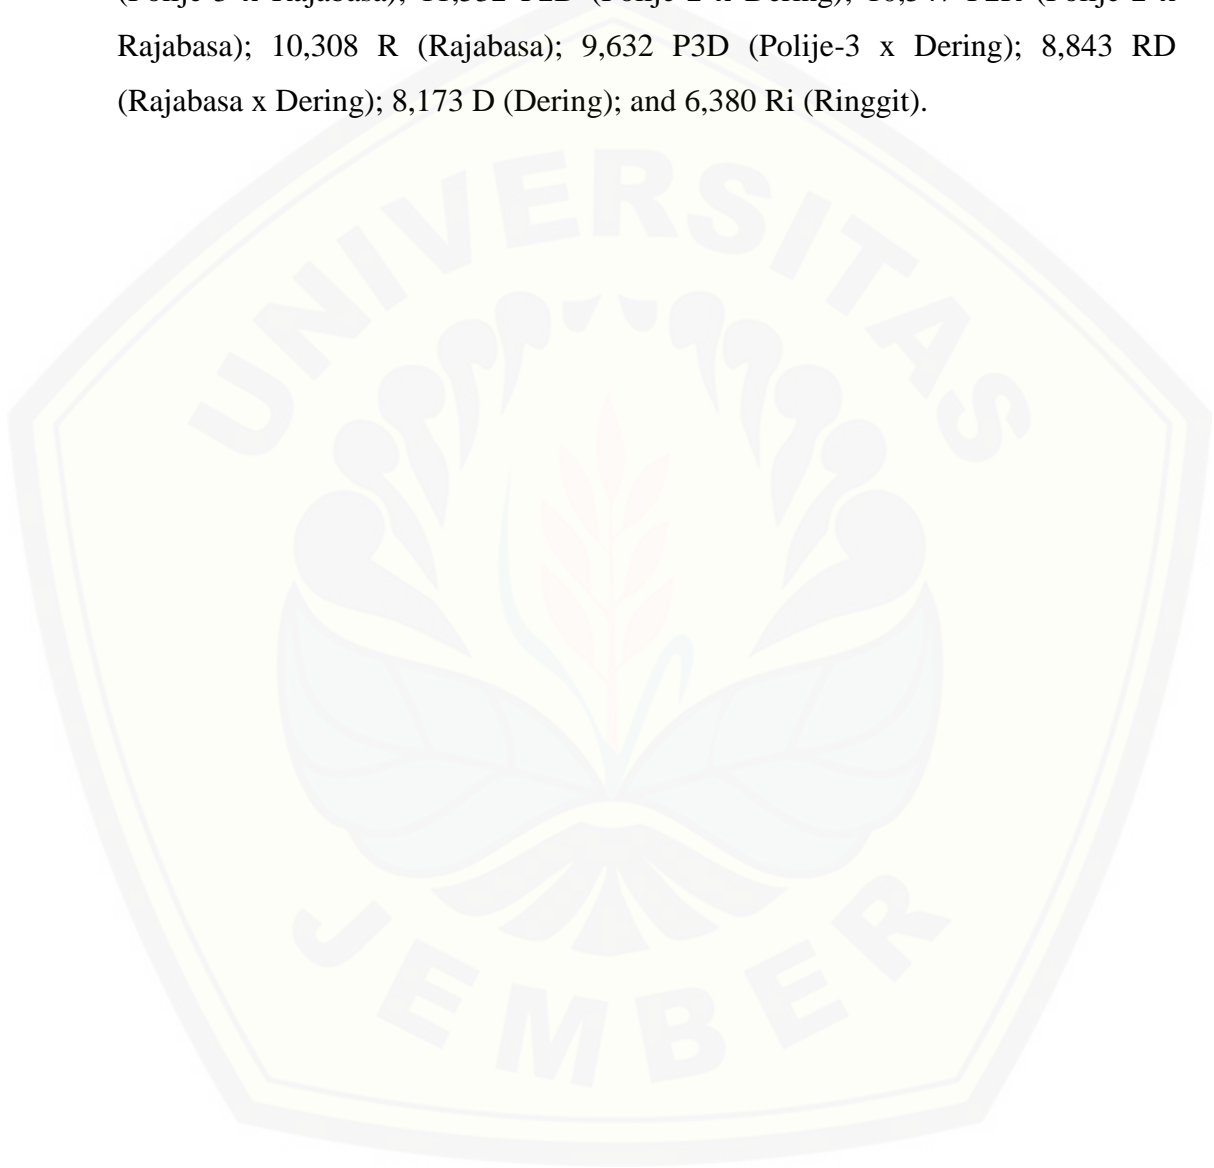 Rajabasa); 10,308 R (Rajabasa); 9,632 P3D (Polije-3 x Dering); 8,843 RD
(Rajabasa x Dering); 8,173 D (Dering); and 6,380 Ri (Ringgit).
UNIVERSITAS
JEMBER